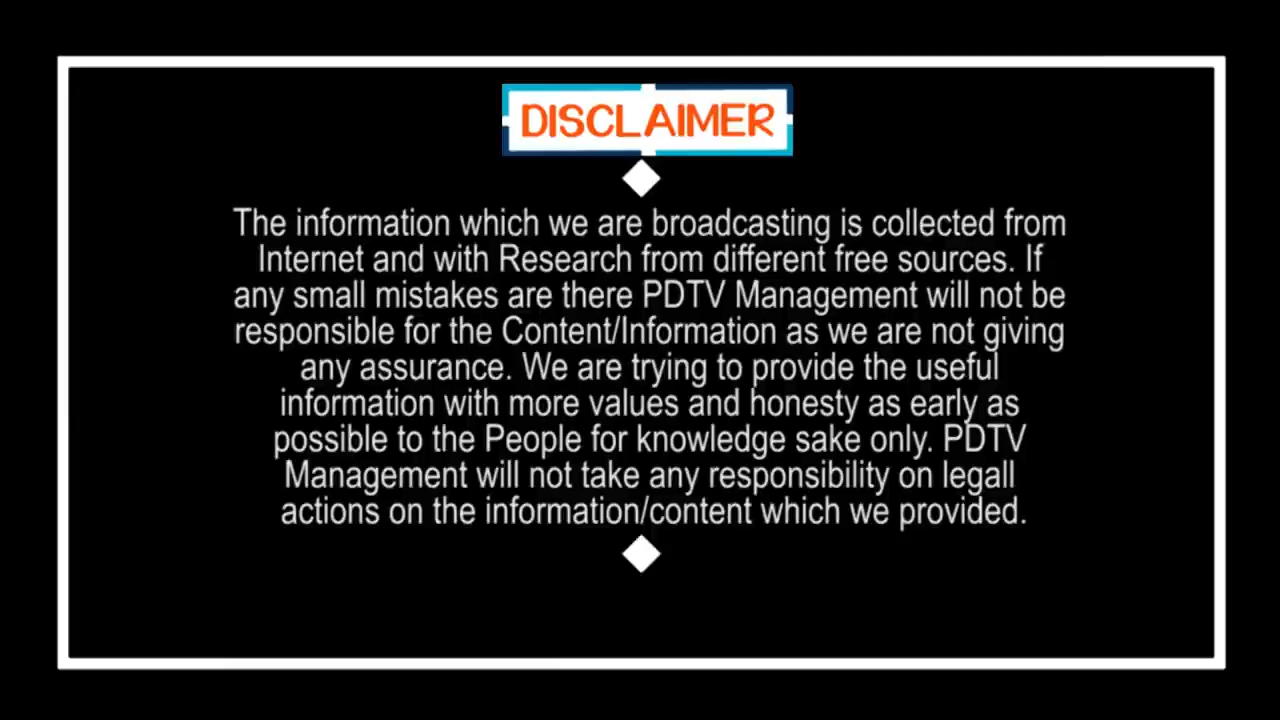 DISCLAIMER
The information which we are broadcasting is collected from
Internet and with Research from different free sources. If
any small mistakes are there PDTV Management will not be
responsible for the Content/Information as we are not giving
any assurance. We are trying to provide the useful
information with more values and honesty as early as
possible to the People for knowledge sake only. PDTV
Management will not take any responsibility on legall
actions on the information/content which we provided.